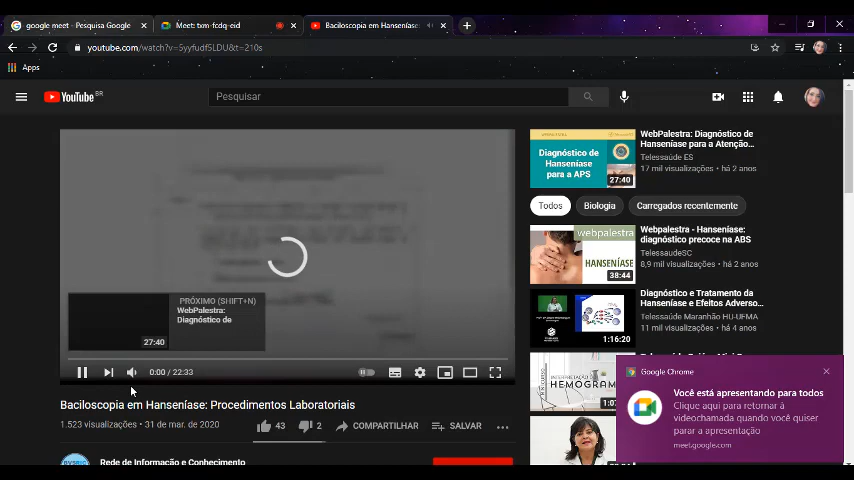 google meet - Pesquisa Google
Meet: txm-fcdq-eid
Baciloscopia em Hanseníase:
youtube.com/watch?v=5yyfudf5LDU&t=210s
Apps
YouTube BR
Pesquisar
PRÓXIMO (SHIFT+N)
WebPalestra:
Diagnóstico de
27:40
0:00 / 22:33
Baciloscopia em Hanseníase: Procedimentos Laboratoriais
1.523 visualizações • 31 de mar. de 2020
43
2
COMPARTILHAR
SALVAR
Rede de Informação e Conhecimento
Diagnóstico de
Hanseníase
para a APS
27:40
WebPalestra: Diagnóstico de
Hanseníase para a Atenção...
Telessaúde ES
17 mil visualizações • há 2 anos
Todos
Biologia
Carregados recentemente
webpalestra
HANSENÍASE
38:44
Webpalestra - Hanseníase:
diagnóstico precoce na ABS
TelessaudeSC
8,9 mil visualizações • há 2 anos
1:16:20
Diagnóstico e Tratamento da
Hanseníase e Efeitos Adverso...
Telessaúde Maranhão HU-UFMA
11 mil visualizações • há 4 anos
INTERPRETAÇÃO
HEMOGRAM
Google Chrome
Você está apresentando para todos
Clique aqui para retornar à
videochamada quando você quiser
parar a apresentação
meet.google.com